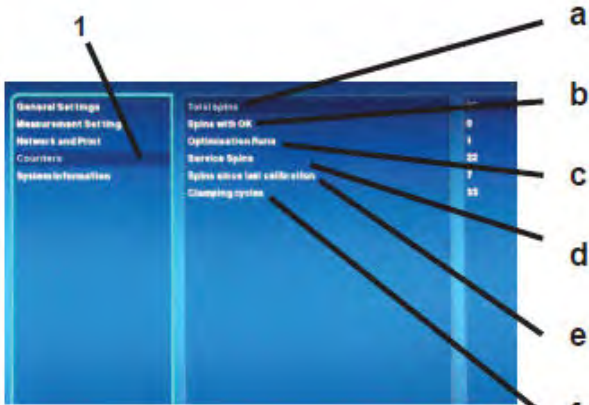 1
a
General Settings
Measurement Setting
Network and Print
Counters
System Information
Total spins
Spins with OK
Optimisation Runs
Service Spins
Spins since last calibration
Clamping cycles
0
1
22
7
b
c
d
e